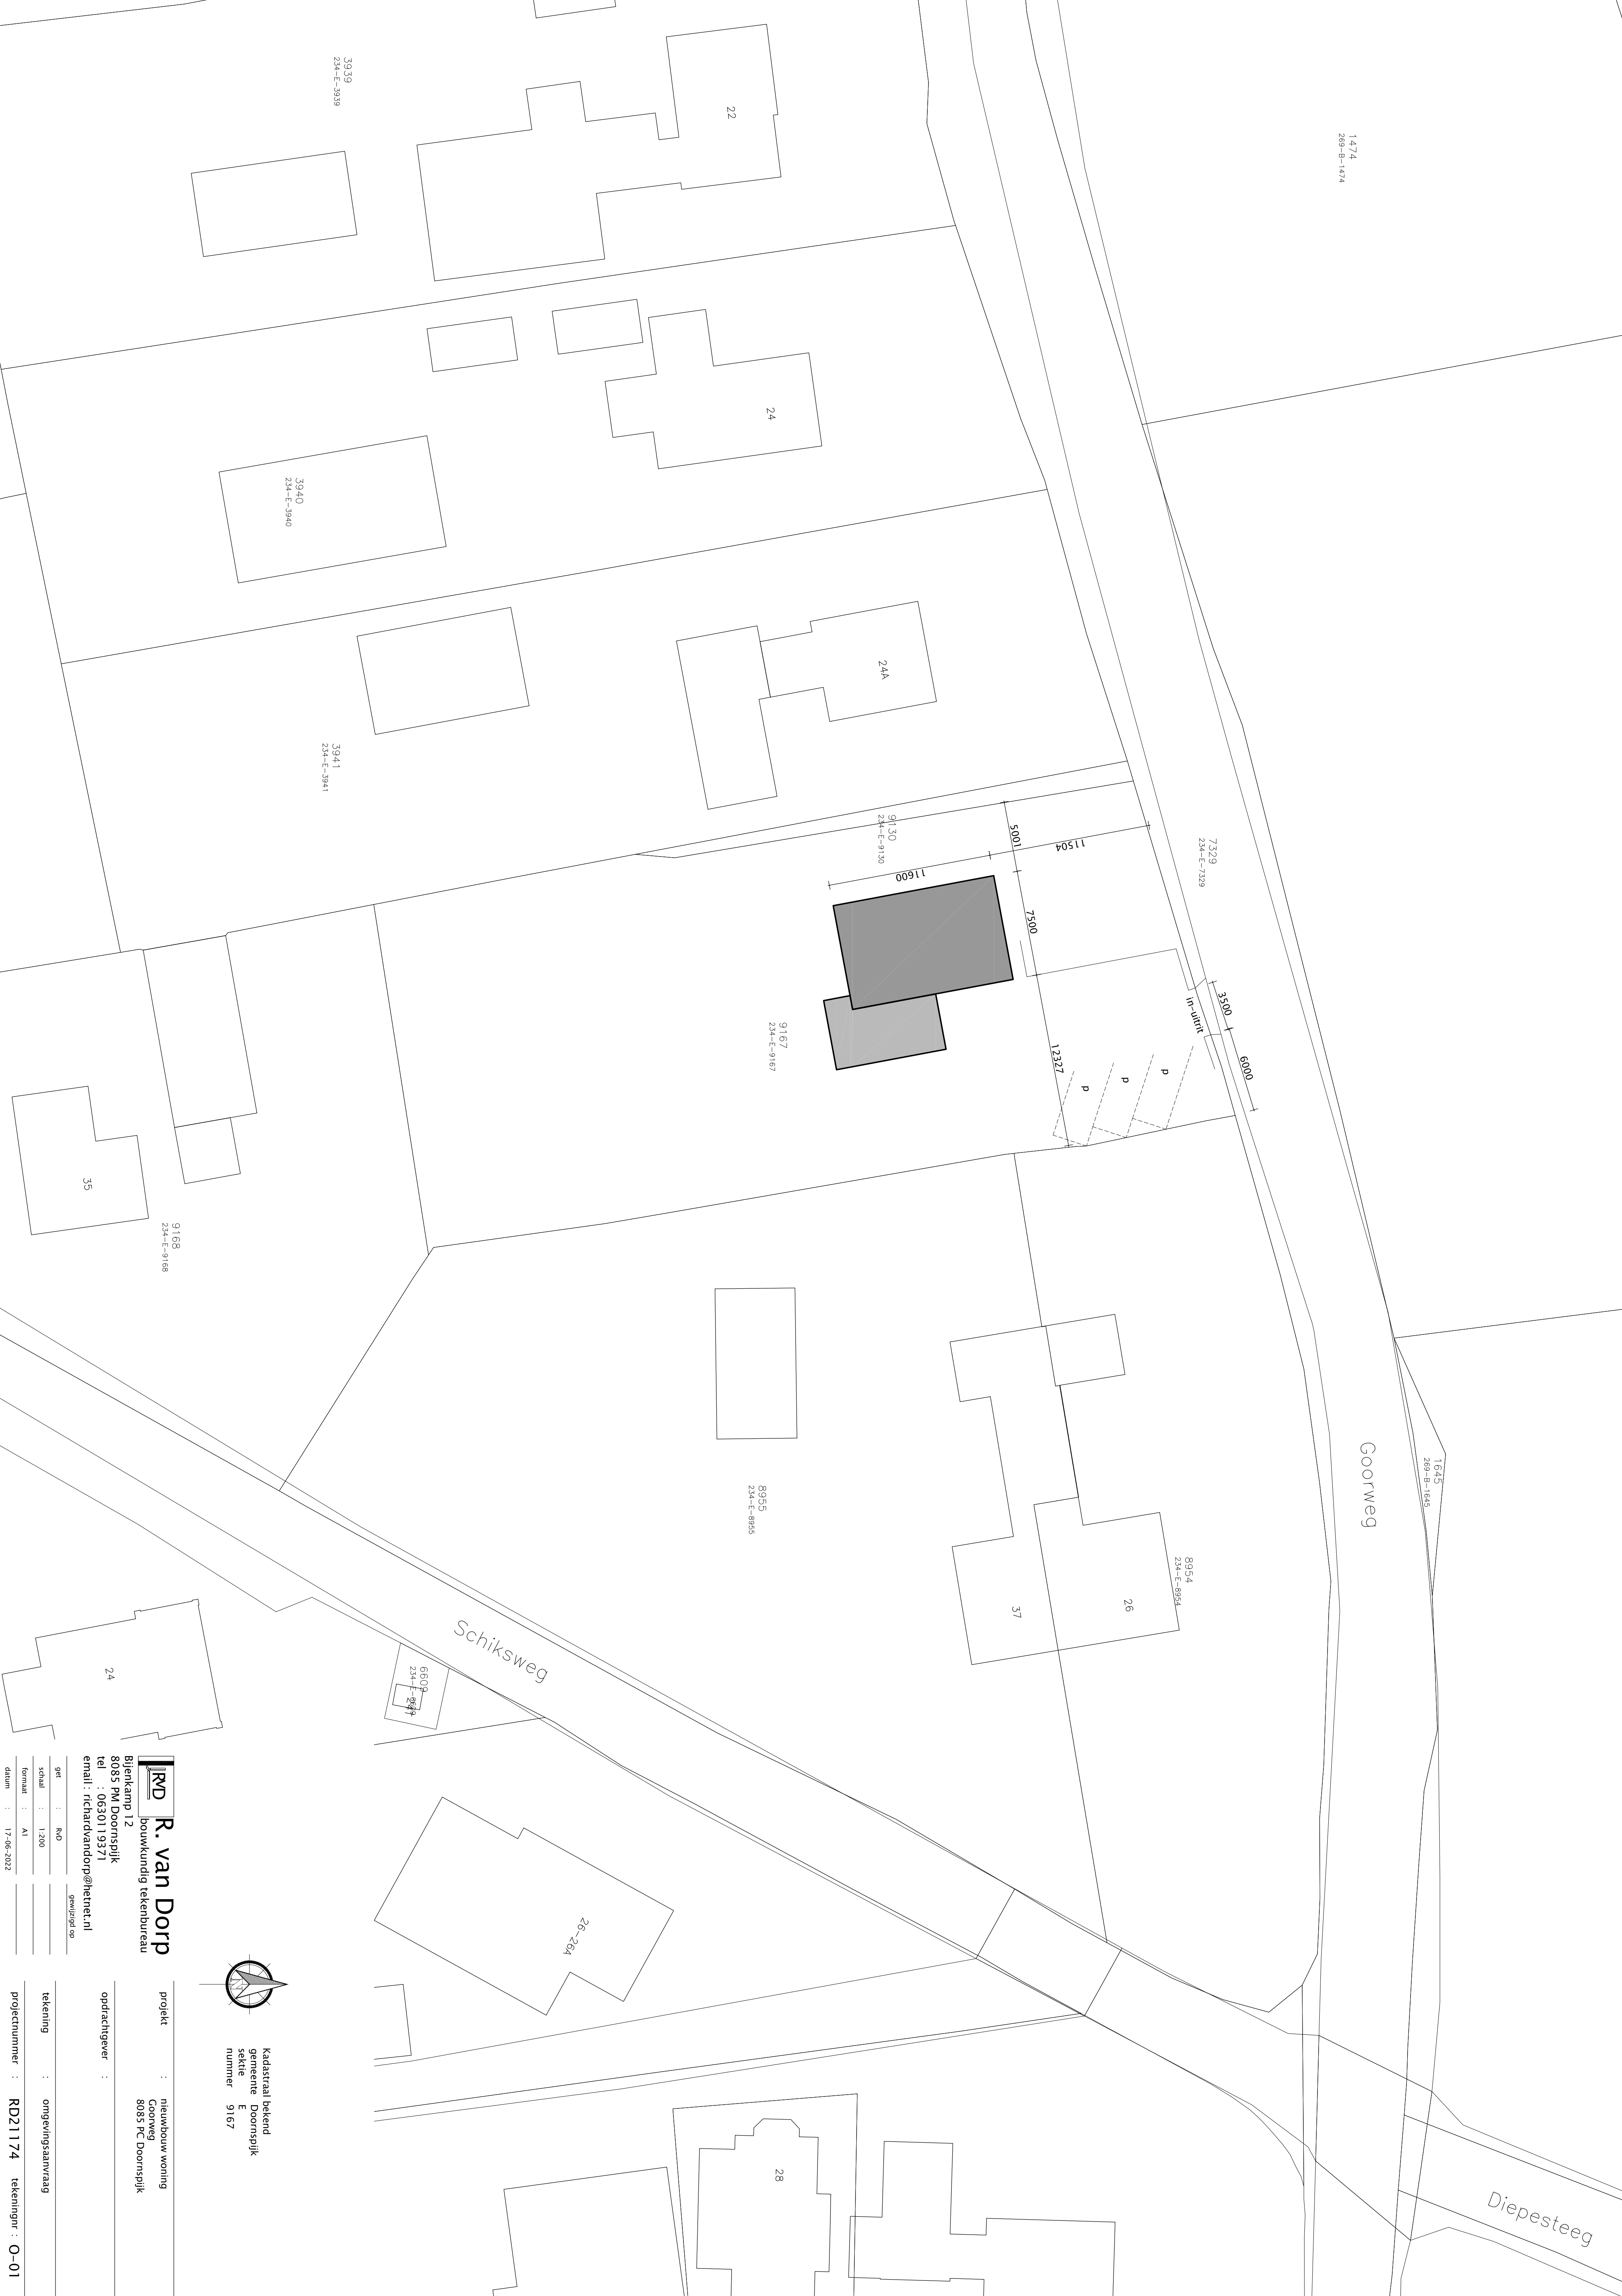 3939
234-E-3939
22
1474
269-B-1474
24
3940
234-E-3940
24A
3941
234-E-3941
9130
234-E-9130
7329
234-E-7329
5001
11504
11600
7500
3500
in-uitrit
6000
12327
p
p
p
9167
234-E-9167
35
9168
234-E-9168
Goorweg
1645
269-B-1645
8955
234-E-8955
8954
234-E-8954
37
26
Schiksweg
6609
24
26-26A
28
Diepesteeg
Kadastraal bekend
gemeente Doornspijk
sektie E
nummer 9167
RVD
R. van Dorp
bouwkundig tekenbureau
Bijenkamp 12
8085 PM Doornspijk
tel : 0630119371
email : richardvandorp@hetnet.nl
gewijzigd op
get : RvD
schaal : 1:200
formaat : A1
datum : 17-06-2022
projekt : nieuwbouw woning
Goorweg
8085 PC Doornspijk
opdrachtgever :
tekening : omgevingsaanvraag
projectnummer : RD21174 tekeningnr : O-01